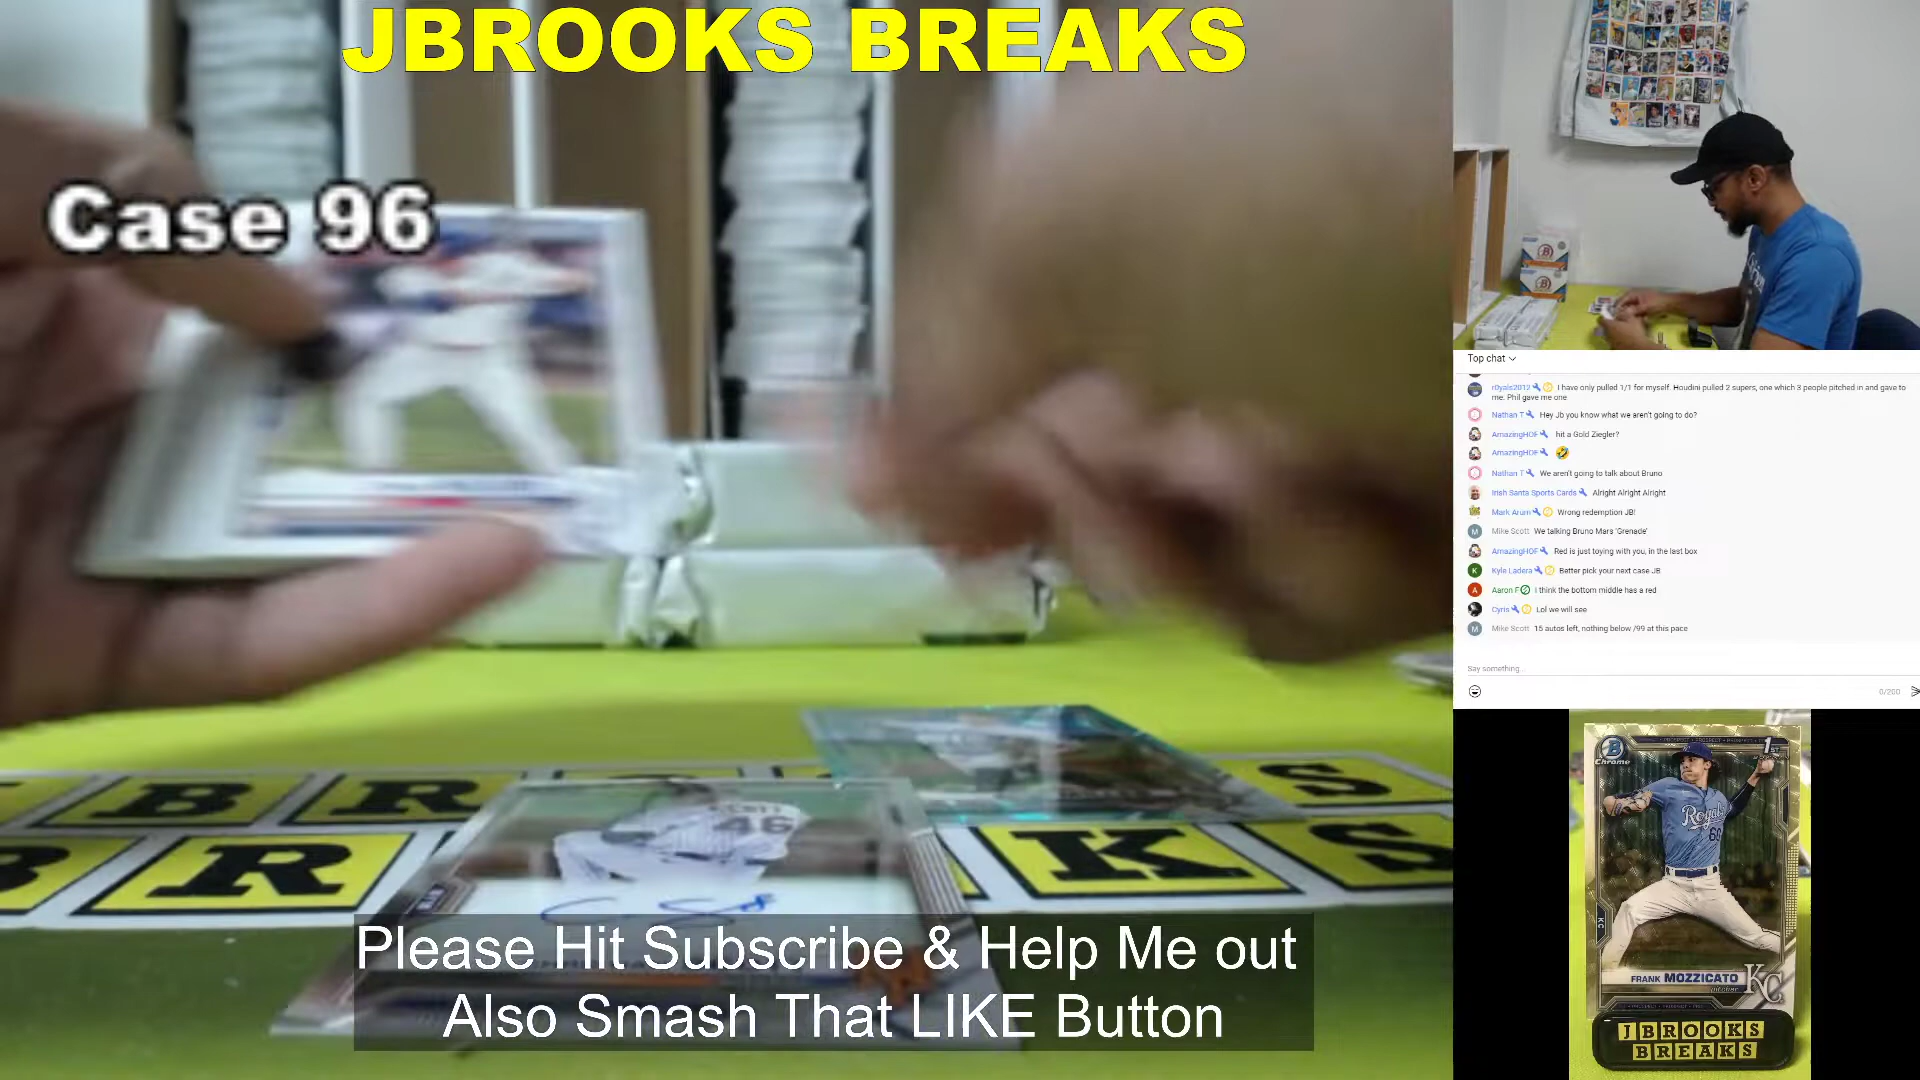 JBROOKS BREAKS
Case 96
Top chat
r0yals2012 I have only pulled 1/1 for myself. Houdini pulled 2 supers, one which 3 people pitched in and gave to
me. Phil gave me one
Nathan T Hey Jb you know what we aren't going to do?
AmazingHOF hit a Gold Ziegler?
AmazingHOF 🤣
Nathan T We aren't going to talk about Bruno
Irish Santa Sports Cards Alright Alright Alright
Mark Arum Wrong redemption JB!
M Mike Scott We talking Bruno Mars 'Grenade'
AmazingHOF Red is just toying with you, in the last box
K Kyle Ladera Better pick your next case JB
A Aaron F I think the bottom middle has a red
Cyris Lol we will see
M Mike Scott 15 autos left, nothing below /99 at this pace
Say something...
0/200
B R S S
B R K S
46
Please Hit Subscribe & Help Me out
Also Smash That LIKE Button
B
Chrome
1ST
Royals
KC
FRANK MOZZICATO
pitcher
KC
JBROOKS
BREAKS